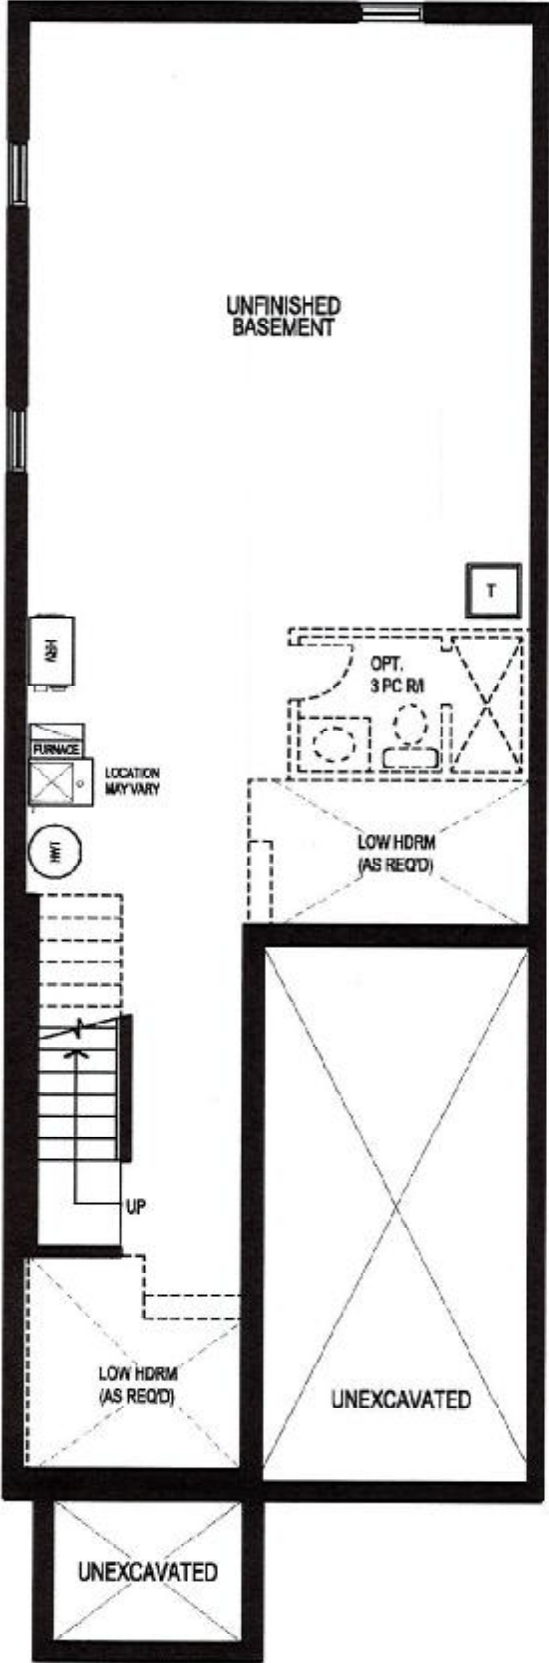 UNFINISHED
BASEMENT
T
HRV
OPT.
3 PC R/I
FURNACE
LOCATION
MAY VARY
HWT
LOW HDRM
(AS REQ'D)
UP
LOW HDRM
(AS REQ'D)
UNEXCAVATED
UNEXCAVATED